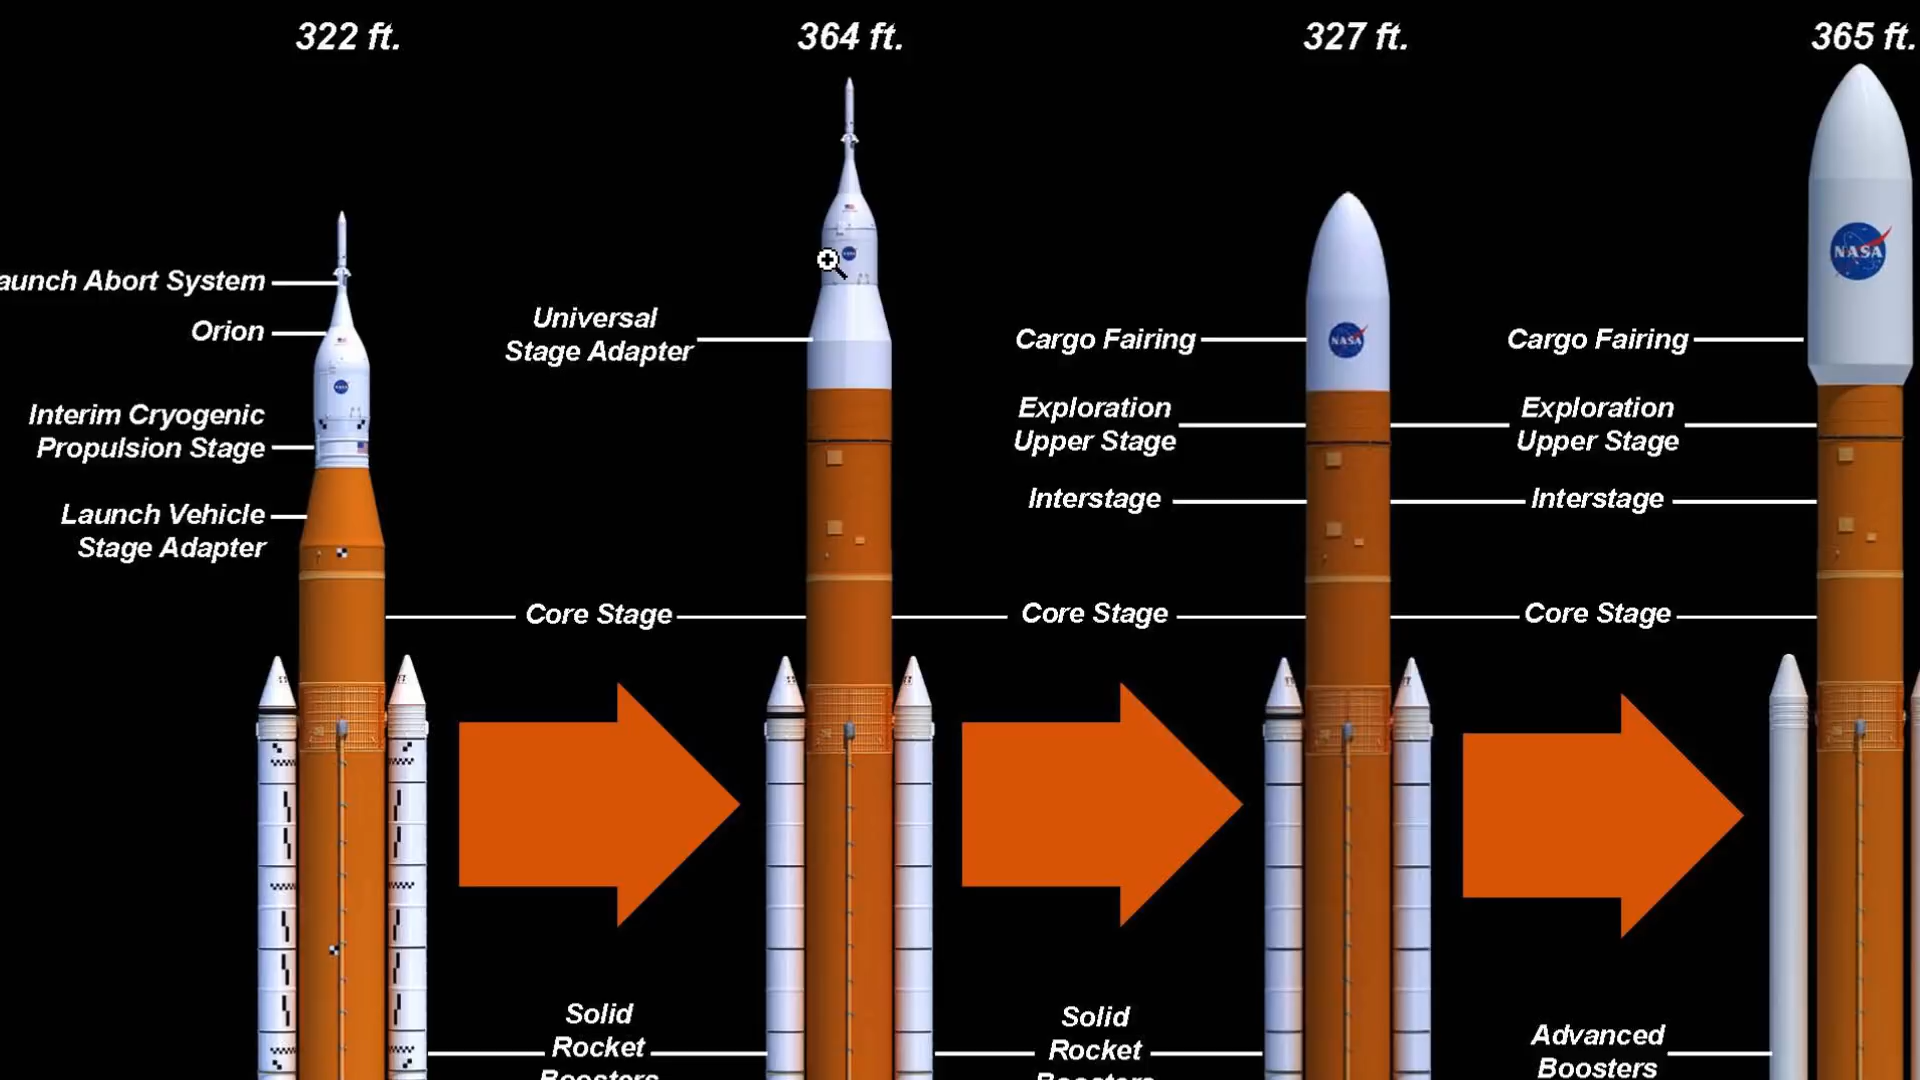 322 ft.
364 ft.
327 ft.
365 ft.
aunch Abort System
Orion
Interim Cryogenic
Propulsion Stage
Launch Vehicle
Stage Adapter
Universal
Stage Adapter
Cargo Fairing
Exploration
Upper Stage
Interstage
Cargo Fairing
Exploration
Upper Stage
Interstage
Core Stage
Core Stage
Core Stage
Solid
Rocket
Boosters
Solid
Rocket
Boosters
Advanced
Boosters
NASA
NASA